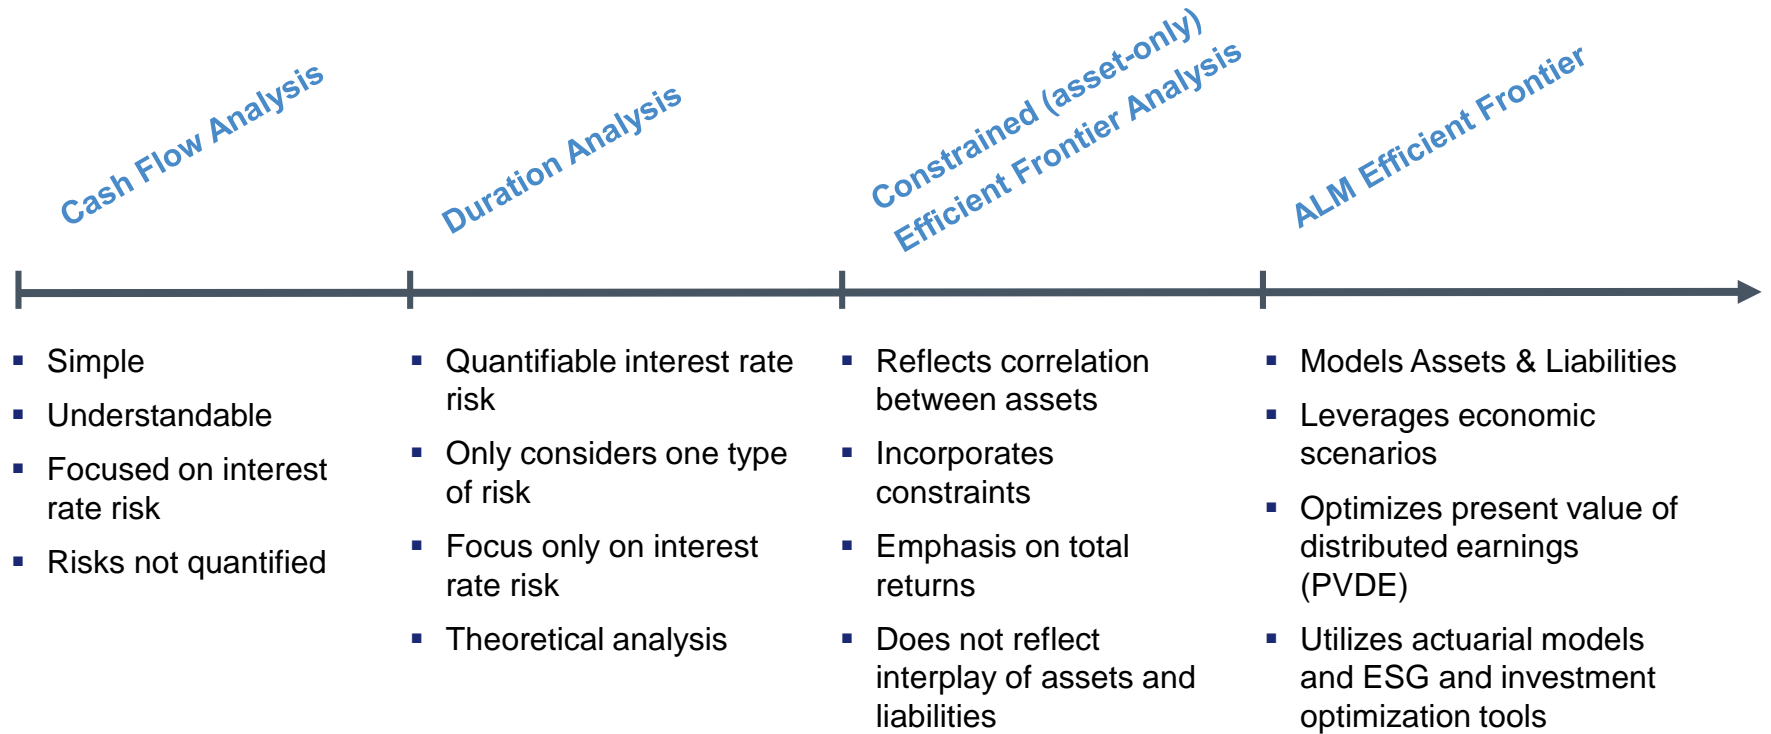 Cash Flow Analysis
Duration Analysis
Constrained (asset-only)
Efficient Frontier Analysis
ALM Efficient Frontier
▪ Simple
▪ Understandable
▪ Focused on interest
rate risk
▪ Risks not quantified
▪ Quantifiable interest rate
risk
▪ Only considers one type
of risk
▪ Focus only on interest
rate risk
▪ Theoretical analysis
▪ Reflects correlation
between assets
▪ Incorporates
constraints
▪ Emphasis on total
returns
▪ Does not reflect
interplay of assets and
liabilities
▪ Models Assets & Liabilities
▪ Leverages economic
scenarios
▪ Optimizes present value of
distributed earnings
(PVDE)
▪ Utilizes actuarial models
and ESG and investment
optimization tools